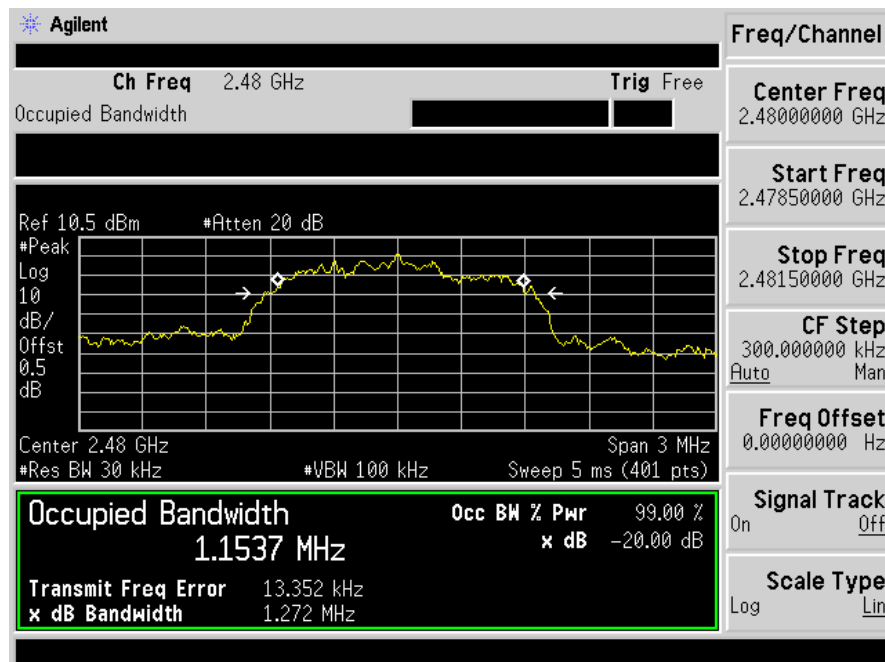 Agilent
Freq/Channel
Ch Freq 2.48 GHz Trig Free
Occupied Bandwidth
Center Freq
2.48000000 GHz
Start Freq
2.47850000 GHz
Stop Freq
2.48150000 GHz
CF Step
300.000000 kHz
Auto Man
Freq Offset
0.00000000 Hz
Signal Track
On Off
Scale Type
Log Lin
Ref 10.5 dBm #Atten 20 dB
#Peak
Log
10
dB/
Offst
0.5
dB
Center 2.48 GHz Span 3 MHz
#Res BW 30 kHz #VBW 100 kHz Sweep 5 ms (401 pts)
Occupied Bandwidth Occ BW % Pwr 99.00 %
1.1537 MHz x dB -20.00 dB
Transmit Freq Error 13.352 kHz
x dB Bandwidth 1.272 MHz